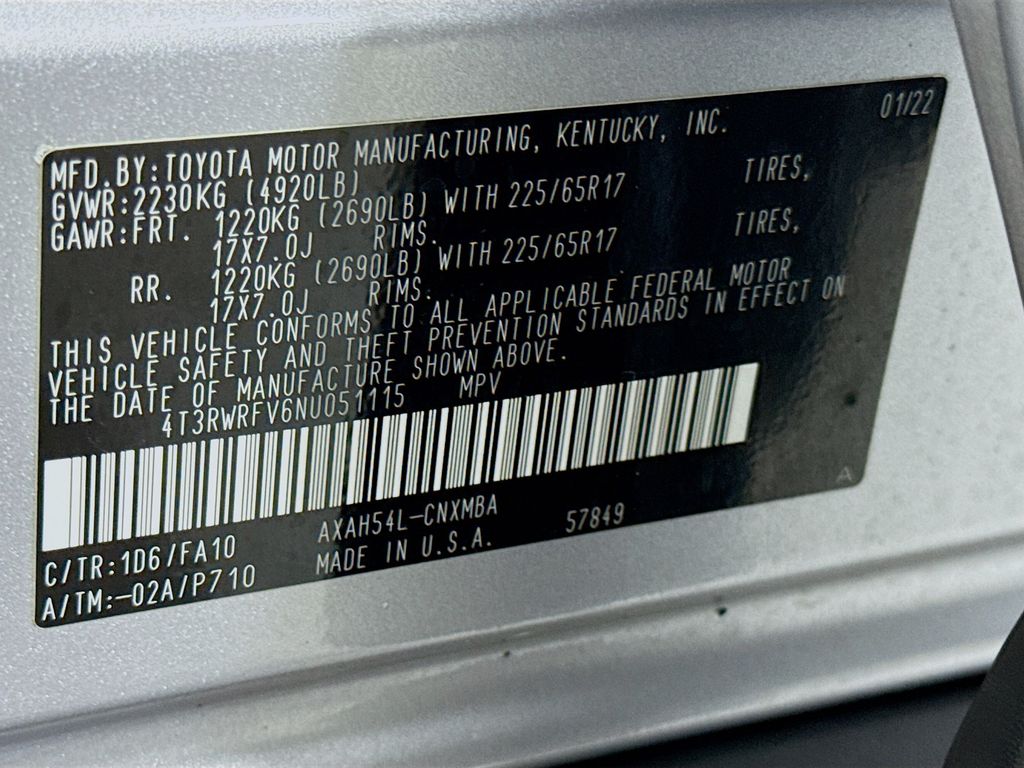 01/22
MFD.BY:TOYOTA MOTOR MANUFACTURING, KENTUCKY, INC.
GVWR:2230KG (4920LB)
GAWR:FRT. 1220KG (2690LB) WITH 225/65R17 TIRES,
17X7.0J RIMS.
RR. 1220KG (2690LB) WITH 225/65R17 TIRES,
17X7.0J RIMS.
THIS VEHICLE CONFORMS TO ALL APPLICABLE FEDERAL MOTOR
VEHICLE SAFETY AND THEFT PREVENTION STANDARDS IN EFFECT ON
THE DATE OF MANUFACTURE SHOWN ABOVE.
4T3RWRFV6NU051115 MPV
C/TR:1D6/FA10 AXAH54L-CNXMBA 57849
A/TM:-02A/P710 MADE IN U.S.A.
A